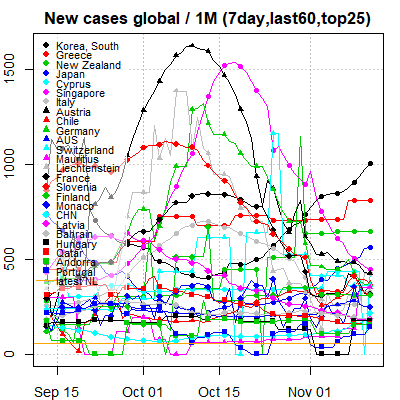 New cases global / 1M (7day,last60,top25)
1500
1000
500
0
Korea, South
Greece
New Zealand
Japan
Cyprus
Singapore
Italy
Austria
Chile
Germany
AUS
Switzerland
Mauritius
Liechtenstein
France
Slovenia
Finland
Monaco
CHN
Latvia
Bahrain
Hungary
Qatar
Andorra
Portugal
latest NL
Sep 15
Oct 01
Oct 15
Nov 01